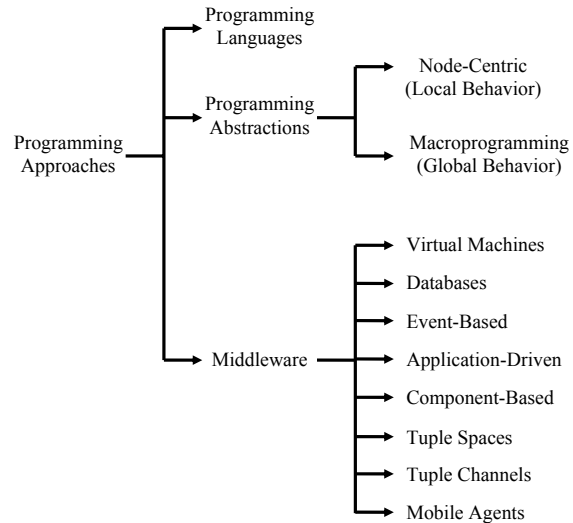 Programming
Approaches
Programming
Languages
Programming
Abstractions
Node-Centric
(Local Behavior)
Macroprogramming
(Global Behavior)
Middleware
Virtual Machines
Databases
Event-Based
Application-Driven
Component-Based
Tuple Spaces
Tuple Channels
Mobile Agents